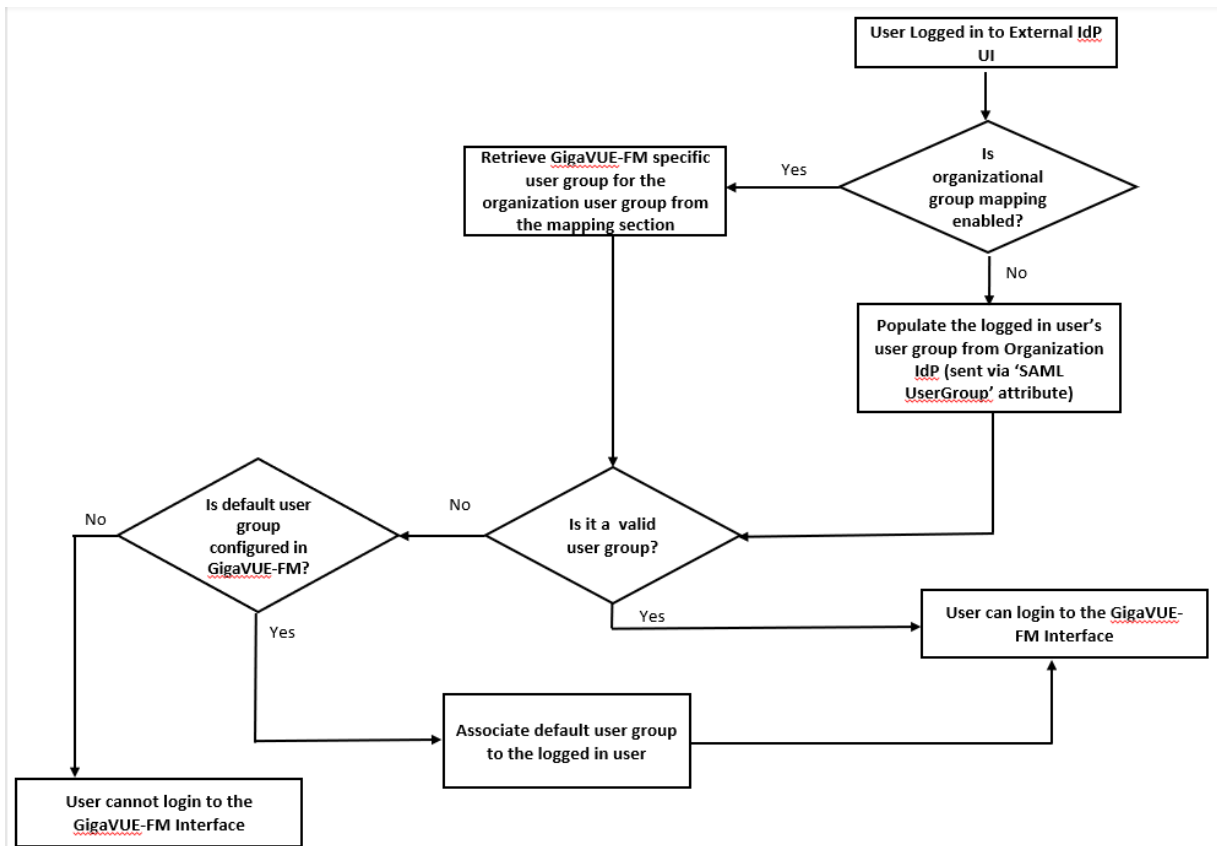 User Logged in to External IdP
UI
Is
organizational
group mapping
enabled?
Yes
Retrieve GigaVUE-FM specific
user group for the
organization user group from
the mapping section
No
Populate the logged in user's
user group from Organization
IdP (sent via 'SAML
UserGroup' attribute)
Is it a valid
user group?
No
Is default user
group
configured in
GigaVUE-FM?
No
Yes
Yes
User can login to the GigaVUE-
FM Interface
Associate default user group
to the logged in user
User cannot login to the
GigaVUE-FM Interface